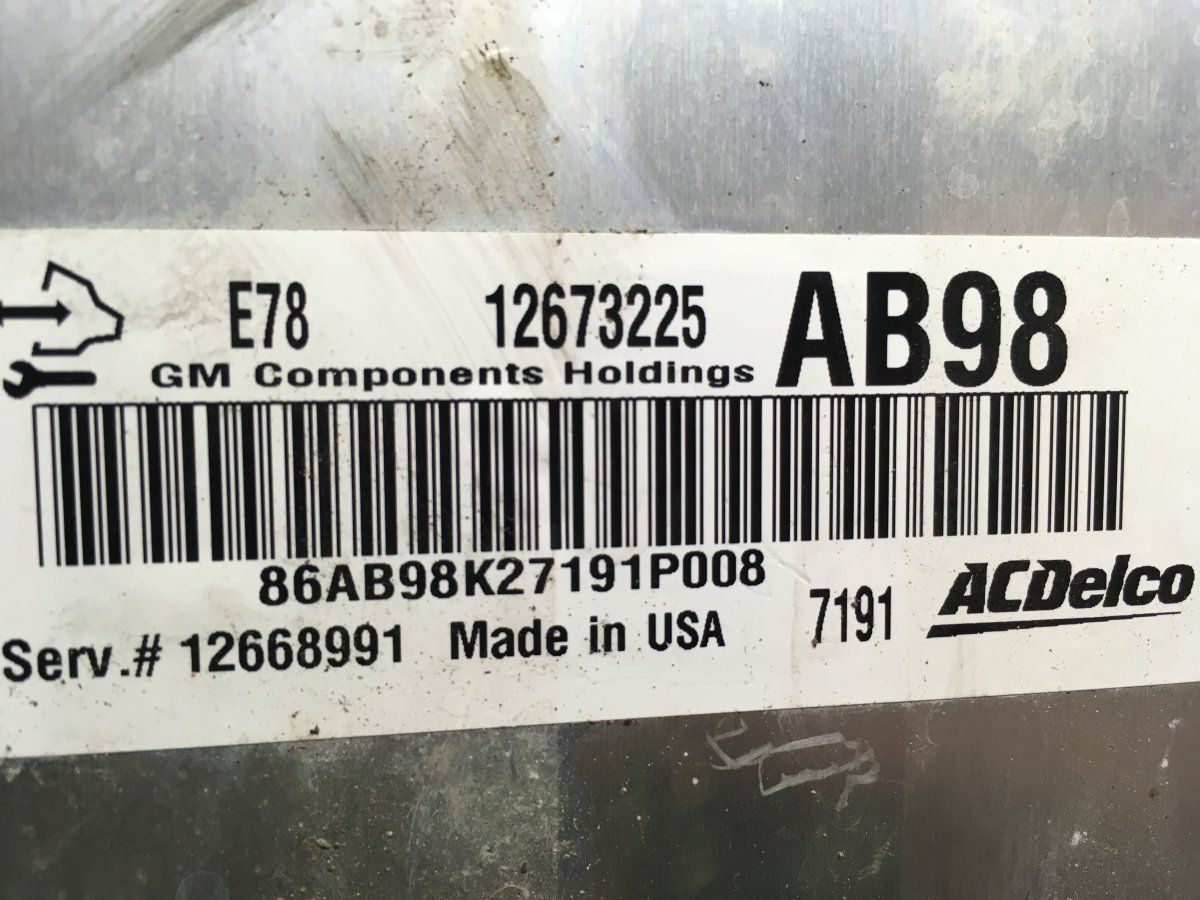 E78 12673225 AB98
GM Components Holdings
86AB98K27191P008
Serv.# 12668991 Made in USA 7191 ACDelco